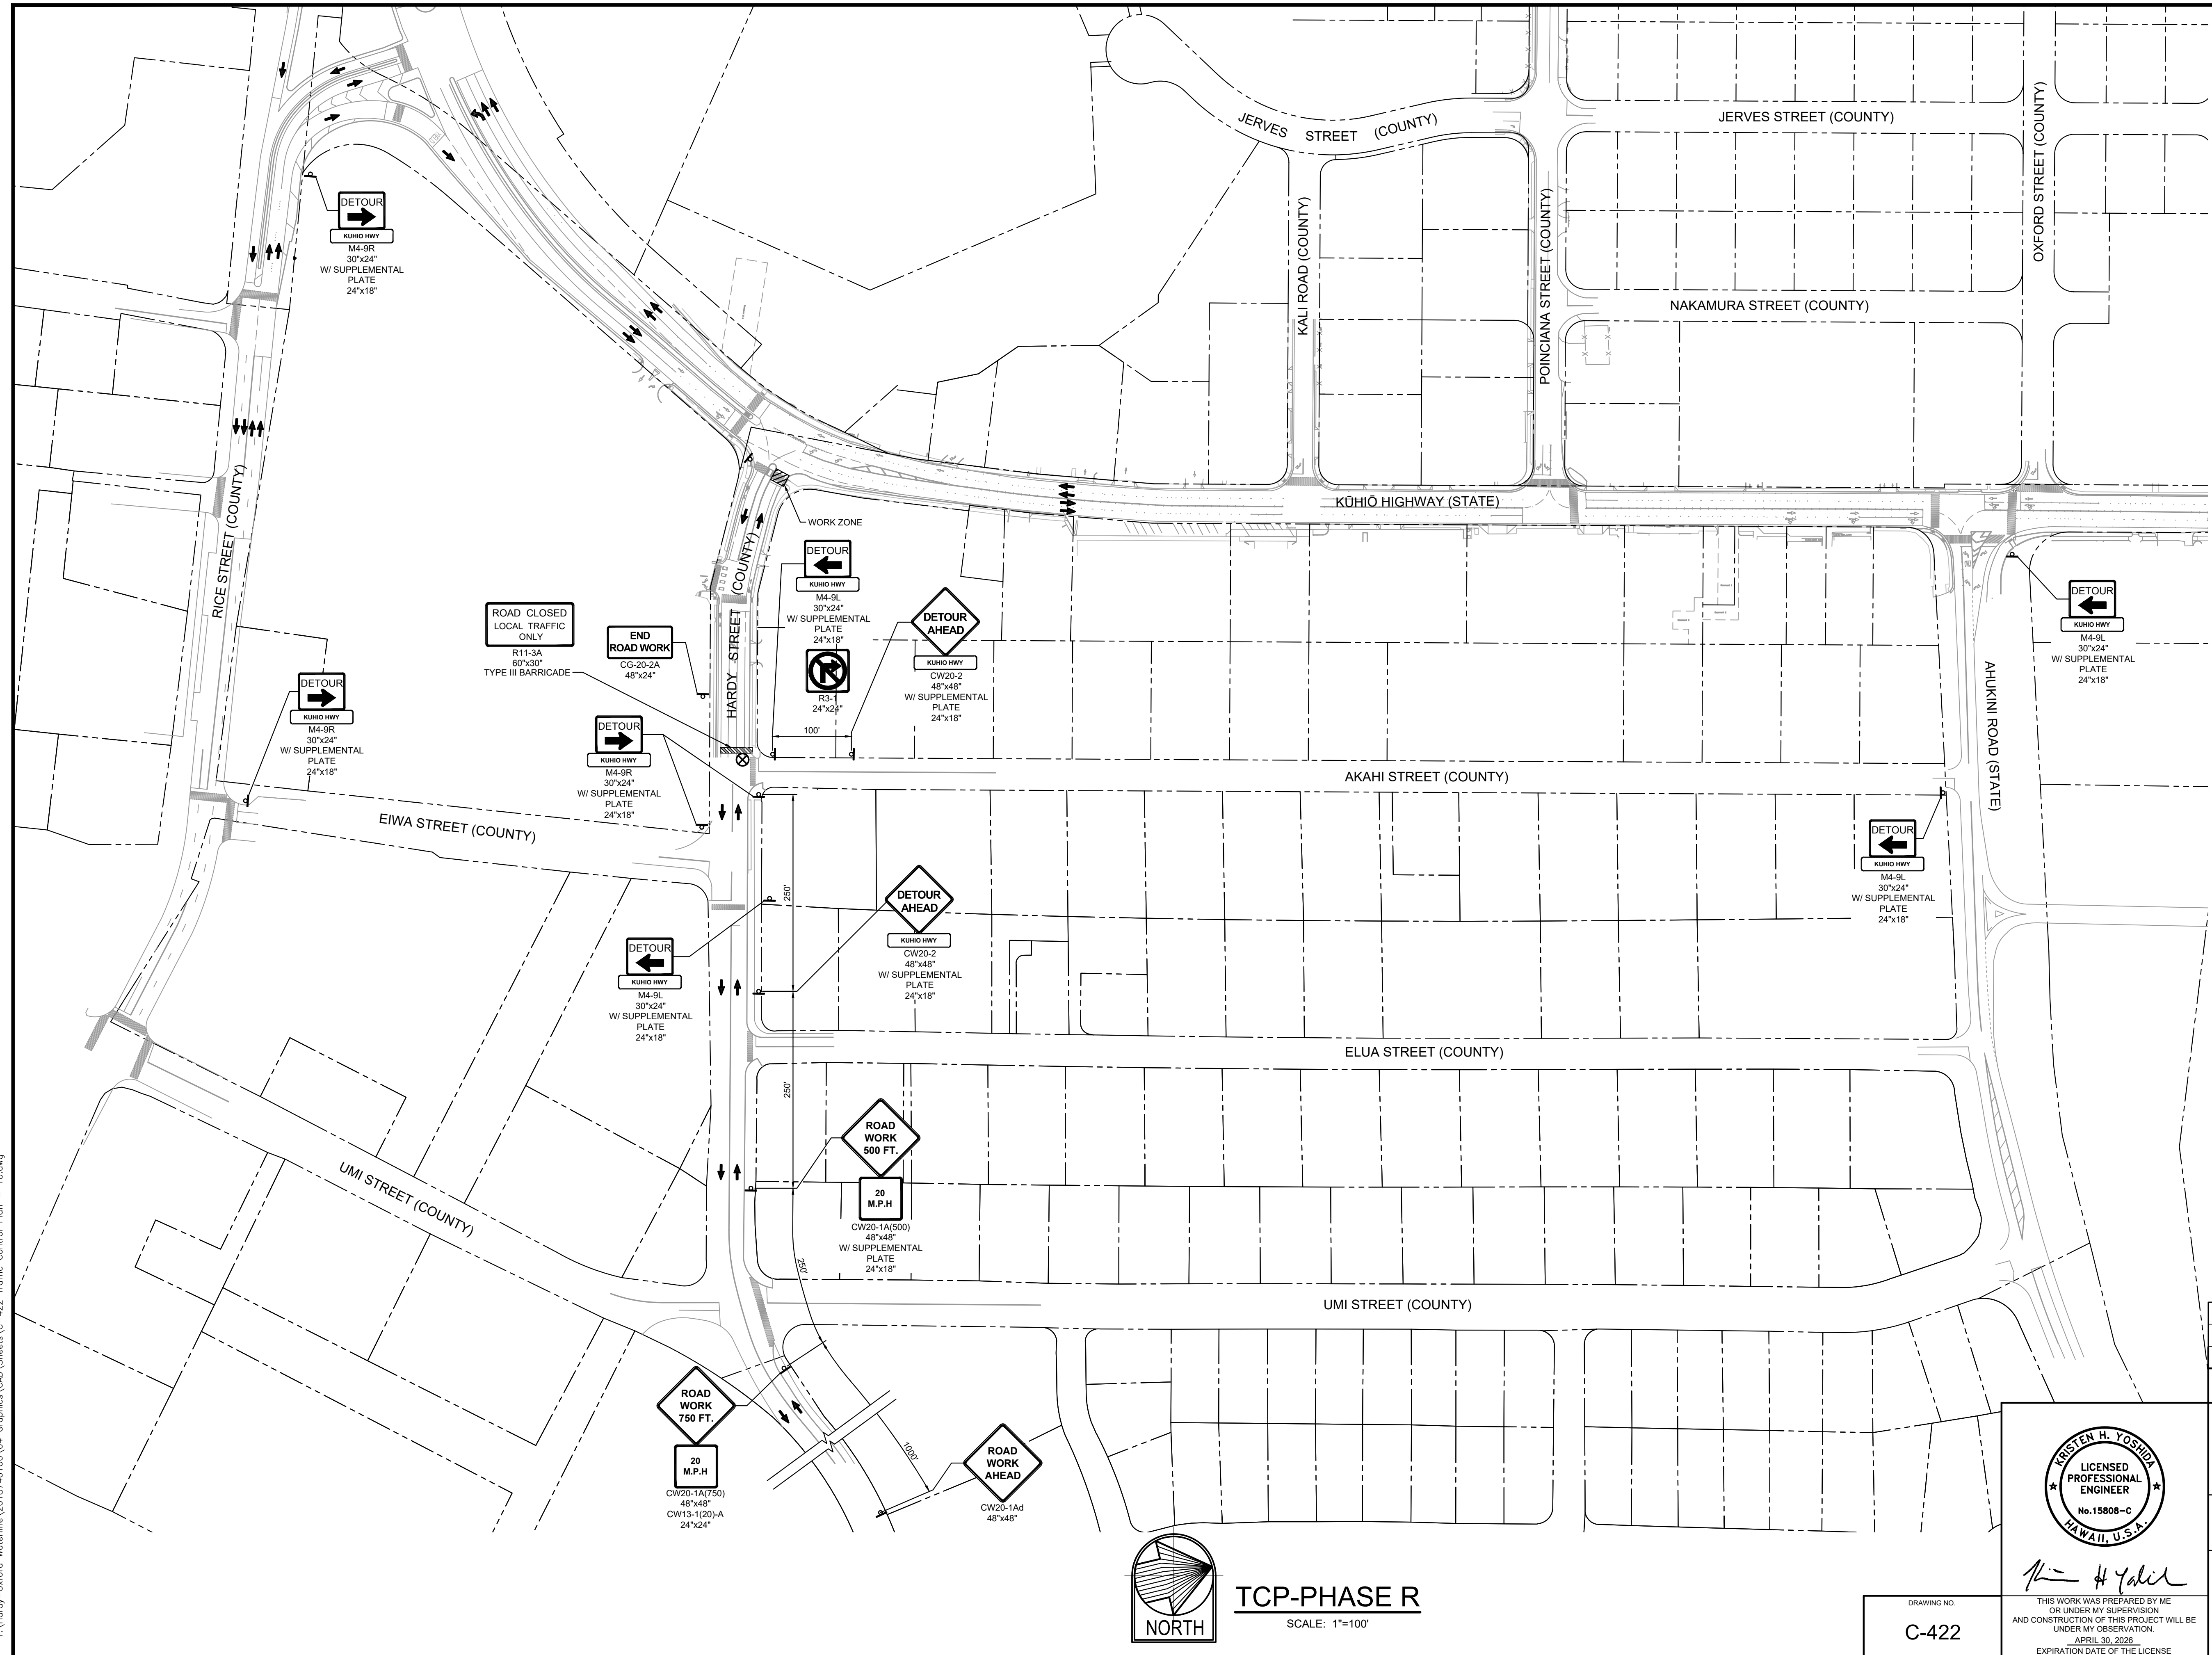 JERVES STREET (COUNTY)
JERVES STREET (COUNTY)
OXFORD STREET (COUNTY)
KALI ROAD (COUNTY)
POINCIANA STREET (COUNTY)
NAKAMURA STREET (COUNTY)
DETOUR
KUHIO HWY
M4-9R
30"x24"
W/ SUPPLEMENTAL
PLATE
24"x18"
RICE STREET (COUNTY)
KŪHIŌ HIGHWAY (STATE)
WORK ZONE
HARDY STREET (COUNTY)
DETOUR
KUHIO HWY
M4-9L
30"x24"
W/ SUPPLEMENTAL
PLATE
24"x18"
R3-1
24"x24"
100'
DETOUR
AHEAD
KUHIO HWY
CW20-2
48"x48"
W/ SUPPLEMENTAL
PLATE
24"x18"
DETOUR
KUHIO HWY
M4-9L
30"x24"
W/ SUPPLEMENTAL
PLATE
24"x18"
ROAD CLOSED
LOCAL TRAFFIC
ONLY
R11-3A
60"x30"
TYPE III BARRICADE
END
ROAD WORK
CG-20-2A
48"x24"
DETOUR
KUHIO HWY
M4-9R
30"x24"
W/ SUPPLEMENTAL
PLATE
24"x18"
DETOUR
KUHIO HWY
M4-9R
30"x24"
W/ SUPPLEMENTAL
PLATE
24"x18"
AHUKINI ROAD (STATE)
AKAHI STREET (COUNTY)
EIWA STREET (COUNTY)
DETOUR
KUHIO HWY
M4-9L
30"x24"
W/ SUPPLEMENTAL
PLATE
24"x18"
250'
DETOUR
AHEAD
KUHIO HWY
CW20-2
48"x48"
W/ SUPPLEMENTAL
PLATE
24"x18"
DETOUR
KUHIO HWY
M4-9L
30"x24"
W/ SUPPLEMENTAL
PLATE
24"x18"
ELUA STREET (COUNTY)
250'
ROAD
WORK
500 FT.
20
M.P.H
CW20-1A(500)
48"x48"
W/ SUPPLEMENTAL
PLATE
24"x18"
UMI STREET (COUNTY)
250'
UMI STREET (COUNTY)
ROAD
WORK
750 FT.
20
M.P.H
CW20-1A(750)
48"x48"
CW13-1(20)-A
24"x24"
1000'
ROAD
WORK
AHEAD
CW20-1Ad
48"x48"
NORTH
TCP-PHASE R
SCALE: 1"=100'
DRAWING NO.
C-422
KRISTEN H. YOSHIDA
LICENSED
PROFESSIONAL
ENGINEER
No.15808-C
HAWAII, U.S.A.
THIS WORK WAS PREPARED BY ME
OR UNDER MY SUPERVISION
AND CONSTRUCTION OF THIS PROJECT WILL BE
UNDER MY OBSERVATION.
APRIL 30, 2026
EXPIRATION DATE OF THE LICENSE